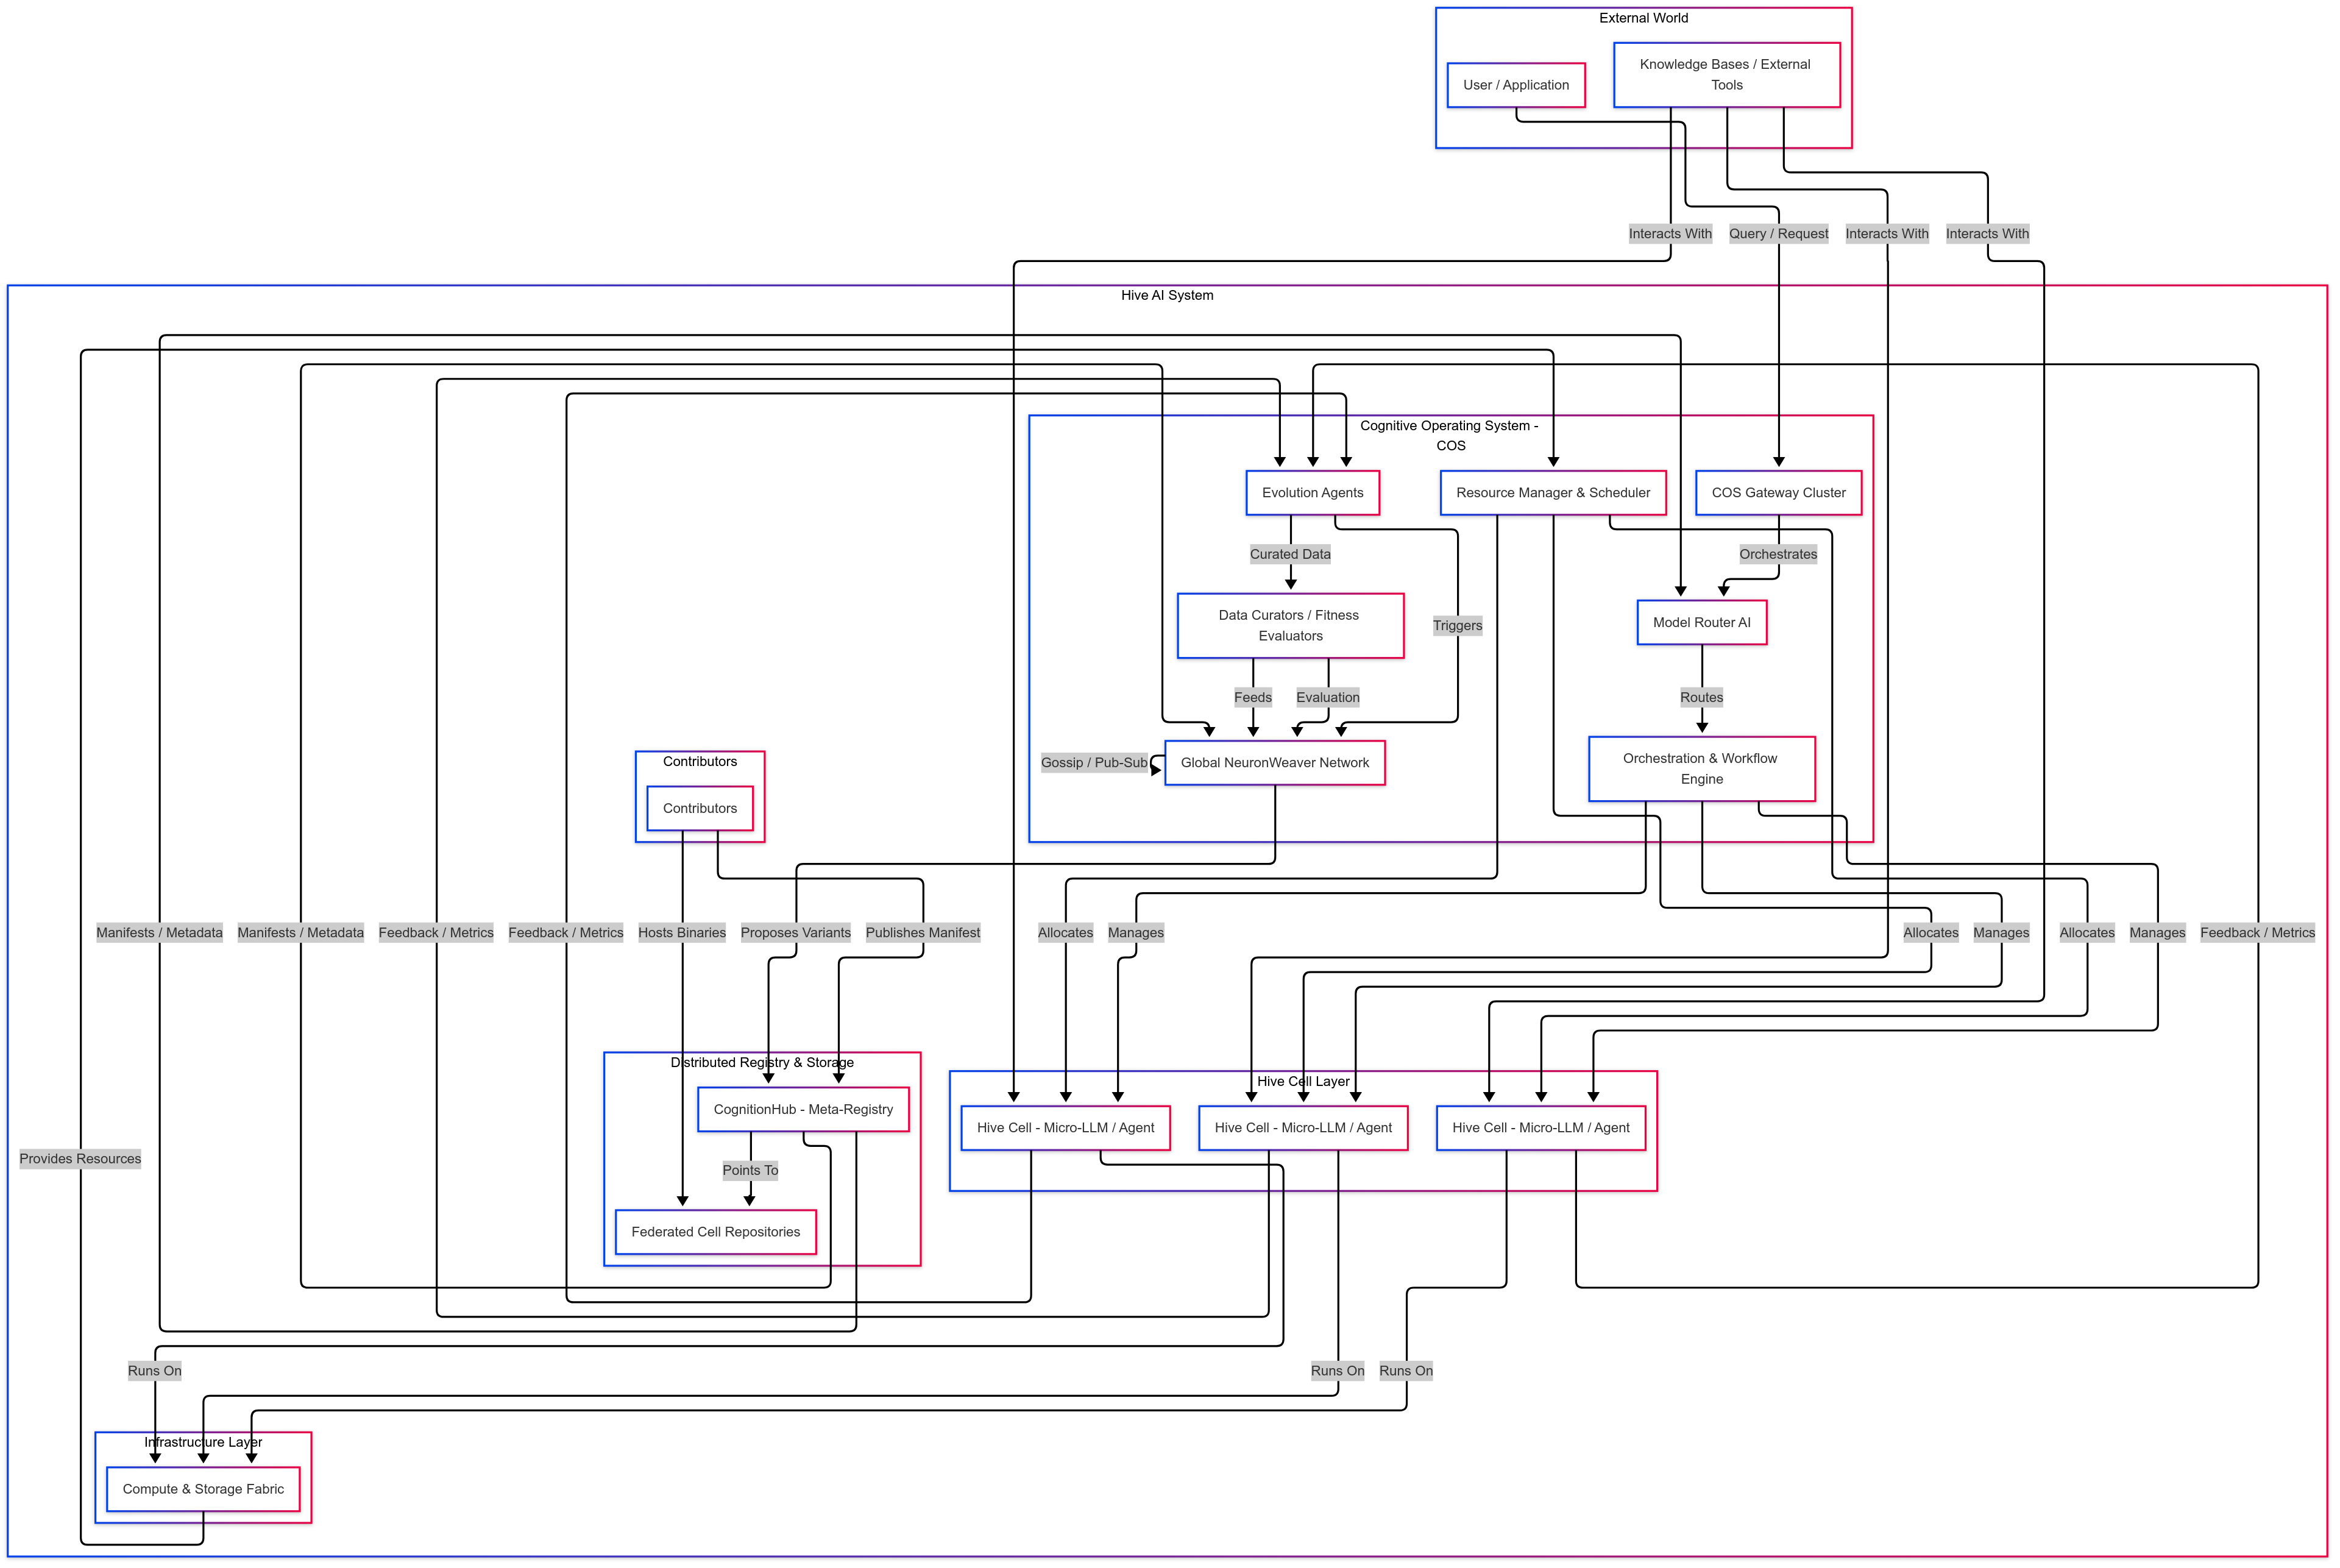 External World
Knowledge Bases / External
Tools
User / Application
Interacts With
Query / Request
Interacts With
Interacts With
Hive AI System
Cognitive Operating System -
COS
Evolution Agents
Resource Manager & Scheduler
COS Gateway Cluster
Curated Data
Orchestrates
Data Curators / Fitness
Evaluators
Triggers
Model Router AI
Feeds
Evaluation
Routes
Gossip / Pub-Sub
Global NeuronWeaver Network
Orchestration & Workflow
Engine
Contributors
Contributors
Manifests / Metadata
Manifests / Metadata
Feedback / Metrics
Feedback / Metrics
Hosts Binaries
Proposes Variants
Publishes Manifest
Allocates
Manages
Allocates
Manages
Allocates
Manages
Feedback / Metrics
Distributed Registry & Storage
CognitionHub - Meta-Registry
Hive Cell Layer
Hive Cell - Micro-LLM / Agent
Hive Cell - Micro-LLM / Agent
Hive Cell - Micro-LLM / Agent
Provides Resources
Points To
Federated Cell Repositories
Runs On
Runs On
Runs On
Infrastructure Layer
Compute & Storage Fabric